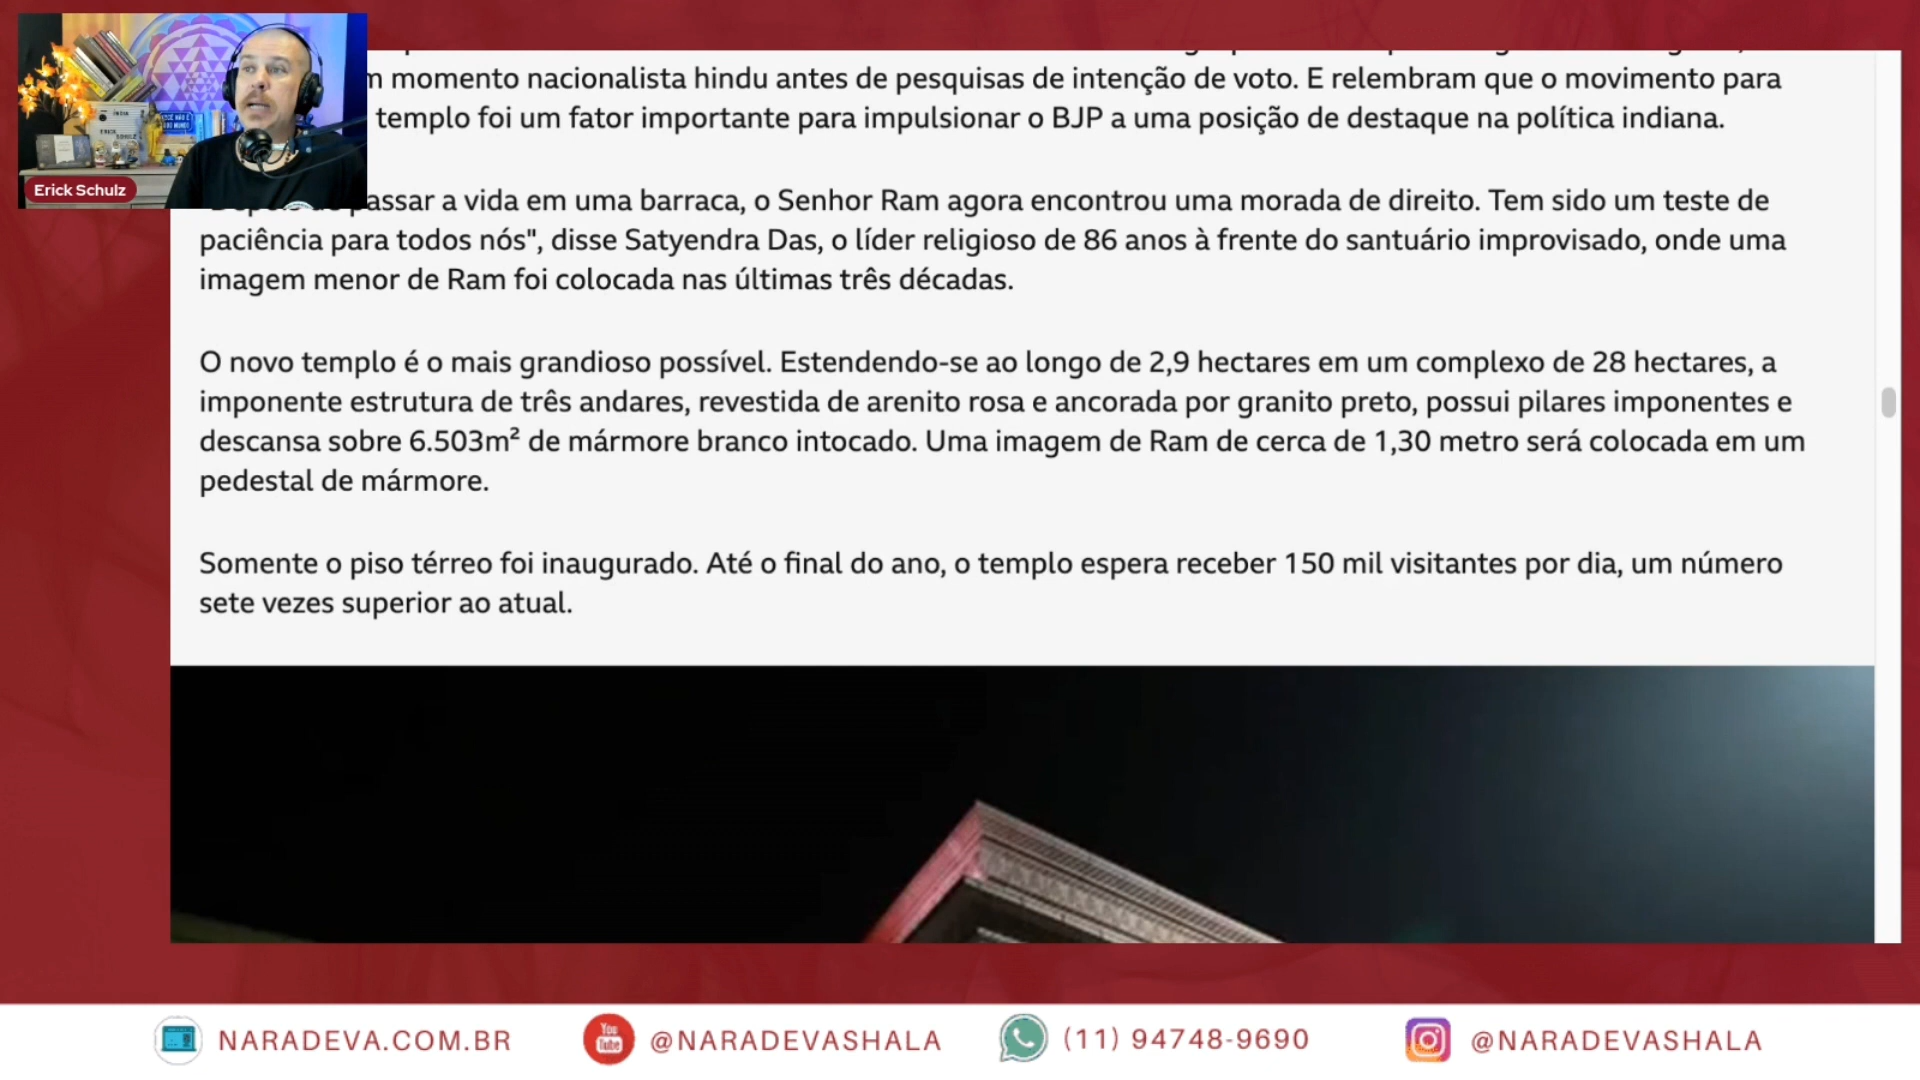 m momento nacionalista hindu antes de pesquisas de intenção de voto. E relembram que o movimento para
templo foi um fator importante para impulsionar o BJP a uma posição de destaque na política indiana.
Erick Schulz
passar a vida em uma barraca, o Senhor Ram agora encontrou uma morada de direito. Tem sido um teste de
paciência para todos nós", disse Satyendra Das, o líder religioso de 86 anos à frente do santuário improvisado, onde uma
imagem menor de Ram foi colocada nas últimas três décadas.
O novo templo é o mais grandioso possível. Estendendo-se ao longo de 2,9 hectares em um complexo de 28 hectares, a
imponente estrutura de três andares, revestida de arenito rosa e ancorada por granito preto, possui pilares imponentes e
descansa sobre 6.503m² de mármore branco intocado. Uma imagem de Ram de cerca de 1,30 metro será colocada em um
pedestal de mármore.
Somente o piso térreo foi inaugurado. Até o final do ano, o templo espera receber 150 mil visitantes por dia, um número
sete vezes superior ao atual.
NARADEVA.COM.BR
You Tube
@NARADEVASHALA
(11) 94748-9690
@NARADEVASHALA